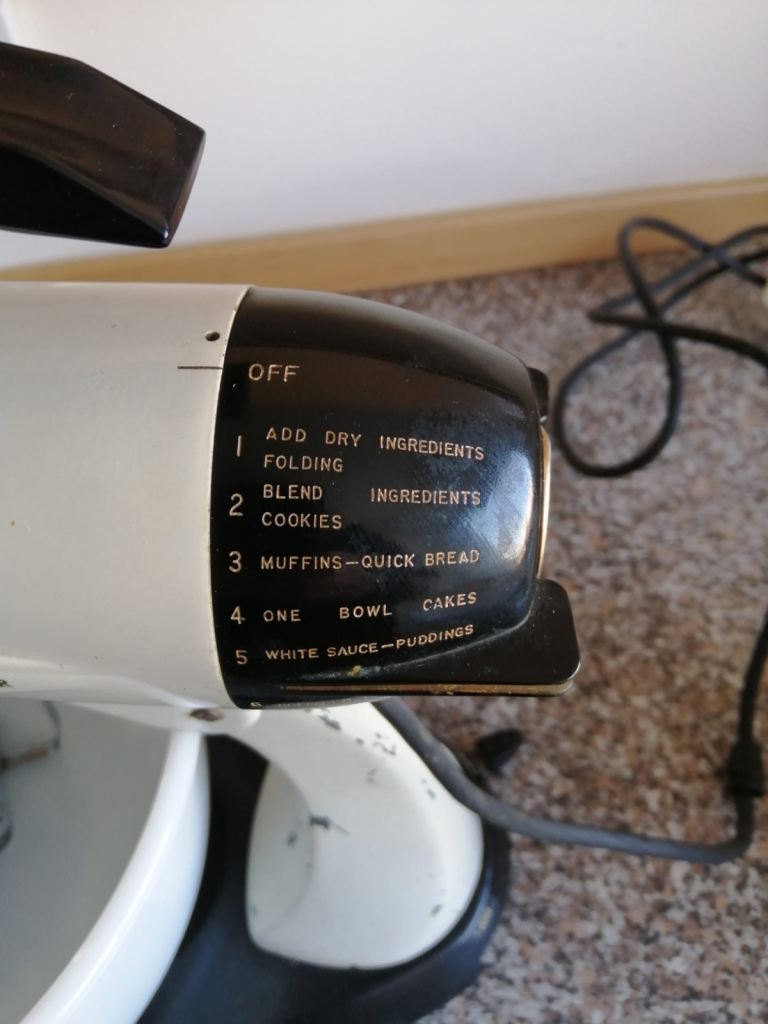 OFF
1 ADD DRY INGREDIENTS
FOLDING
2 BLEND INGREDIENTS
COOKIES
3 MUFFINS—QUICK BREAD
4 ONE BOWL CAKES
5 WHITE SAUCE—PUDDINGS